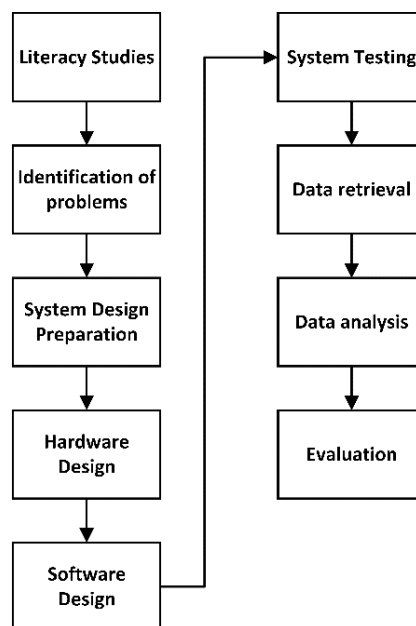 Literacy Studies
Identification of
problems
System Design
Preparation
Hardware
Design
Software
Design
System Testing
Data retrieval
Data analysis
Evaluation